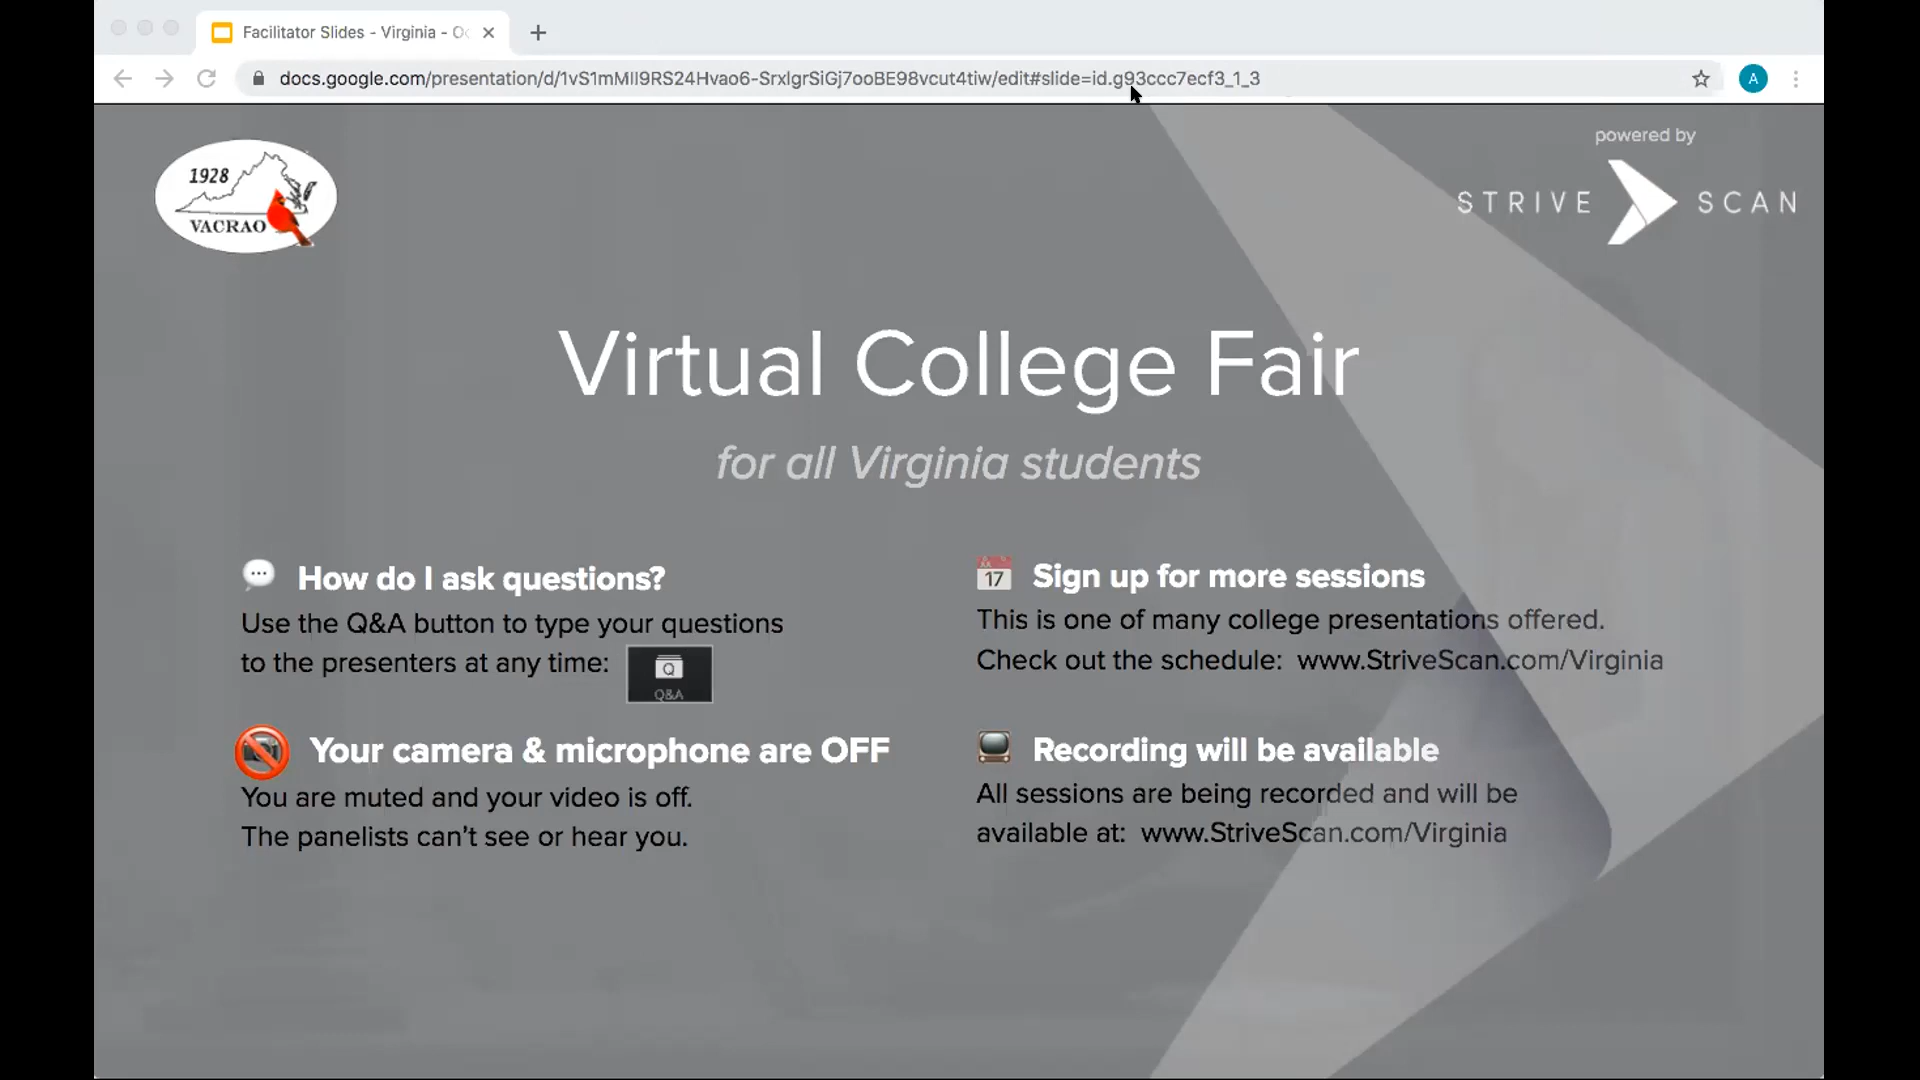 Facilitator Slides - Virginia - Oc
docs.google.com/presentation/d/1vS1mMlI9RS24Hvao6-SrxlgrSiGj7ooBE98vcut4tiw/edit#slide=id.g93ccc7ecf3_1_3
A
1928
VACRAO
powered by
STRIVE SCAN
Virtual College Fair
for all Virginia students
How do I ask questions?
Use the Q&A button to type your questions
to the presenters at any time:
Q
Q&A
Your camera & microphone are OFF
You are muted and your video is off.
The panelists can't see or hear you.
17
Sign up for more sessions
This is one of many college presentations offered.
Check out the schedule: www.StriveScan.com/Virginia
Recording will be available
All sessions are being recorded and will be
available at: www.StriveScan.com/Virginia